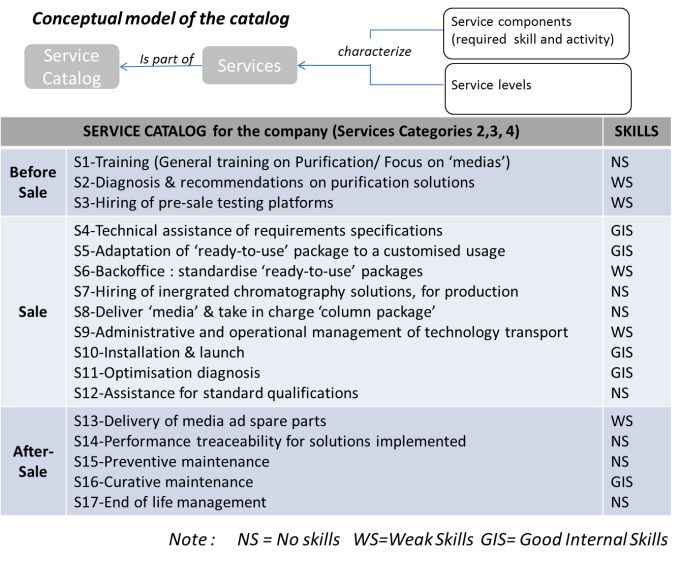 Conceptual model of the catalog
Service Catalog
Is part of
Services
characterize
Service components
(required skill and activity)
Service levels
SERVICE CATALOG for the company (Services Categories 2,3, 4) SKILLS
Before Sale
S1-Training (General training on Purification/ Focus on ‘medias’) NS
S2-Diagnosis & recommendations on purification solutions WS
S3-Hiring of pre-sale testing platforms WS
Sale
S4-Technical assistance of requirements specifications GIS
S5-Adaptation of ‘ready-to-use’ package to a customised usage GIS
S6-Backoffice : standardise ‘ready-to-use’ packages WS
S7-Hiring of inergrated chromatography solutions, for production NS
S8-Deliver ‘media’ & take in charge ‘column package’ NS
S9-Administrative and operational management of technology transport WS
S10-Installation & launch GIS
S11-Optimisation diagnosis GIS
S12-Assistance for standard qualifications NS
After-Sale
S13-Delivery of media ad spare parts WS
S14-Performance treaceability for solutions implemented NS
S15-Preventive maintenance NS
S16-Curative maintenance GIS
S17-End of life management NS
Note : NS = No skills WS=Weak Skills GIS= Good Internal Skills